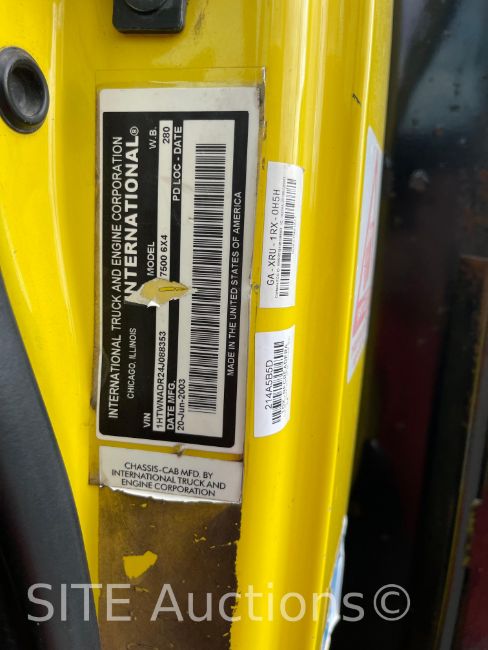 INTERNATIONAL TRUCK AND ENGINE CORPORATION
CHICAGO, ILLINOIS
INTERNATIONAL®
VIN MODEL W.B.
1HTWNADR24J088353 7500 6X4 280
DATE MFG. PD LOC - DATE
20-Jun-2003
MADE IN THE UNITED STATES OF AMERICA
CHASSIS-CAB MFD. BY
INTERNATIONAL TRUCK AND
ENGINE CORPORATION
GA - XRU - 1RX - 0H5H
214A5B5D
SITE Auctions©